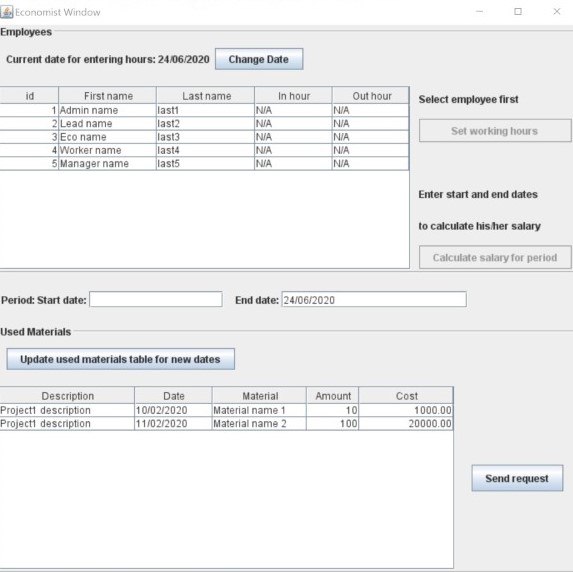 Economist Window
Employees
Current date for entering hours: 24/06/2020 Change Date
id First name Last name In hour Out hour
1 Admin name last1 N/A N/A
2 Lead name last2 N/A N/A
3 Eco name last3 N/A N/A
4 Worker name last4 N/A N/A
5 Manager name last5 N/A N/A
Select employee first
Set working hours
Enter start and end dates
to calculate his/her salary
Calculate salary for period
Period: Start date: End date: 24/06/2020
Used Materials
Update used materials table for new dates
Description Date Material Amount Cost
Project1 description 10/02/2020 Material name 1 10 1000.00
Project1 description 11/02/2020 Material name 2 100 20000.00
Send request